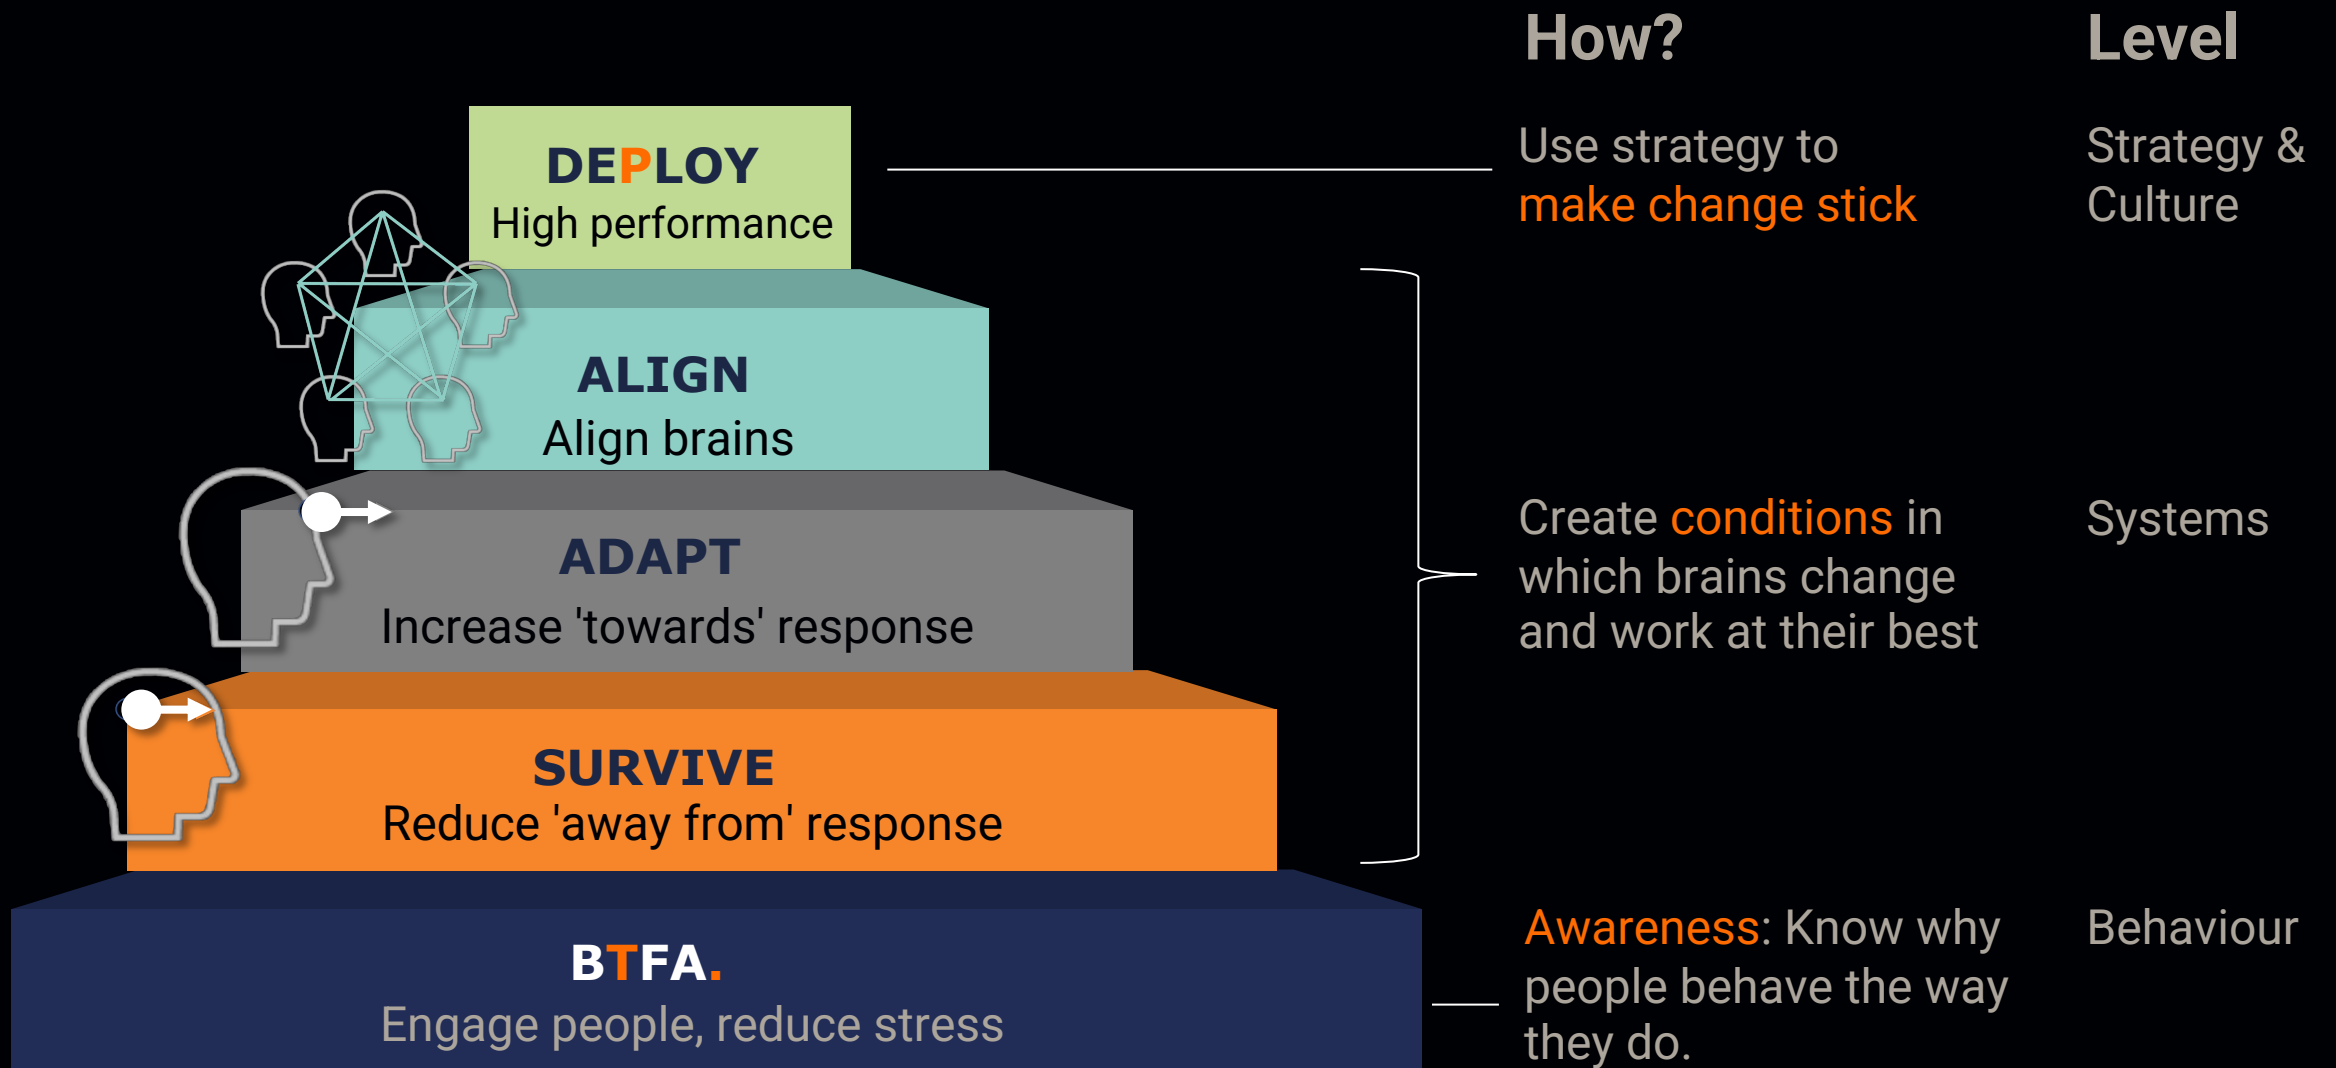 How?
Level
DEPLOY
High performance
Use strategy to
make change stick
Strategy &
Culture
ALIGN
Align brains
ADAPT
Increase 'towards' response
Create conditions in
which brains change
and work at their best
Systems
SURVIVE
Reduce 'away from' response
BTFA.
Engage people, reduce stress
Awareness: Know why
people behave the way
they do.
Behaviour